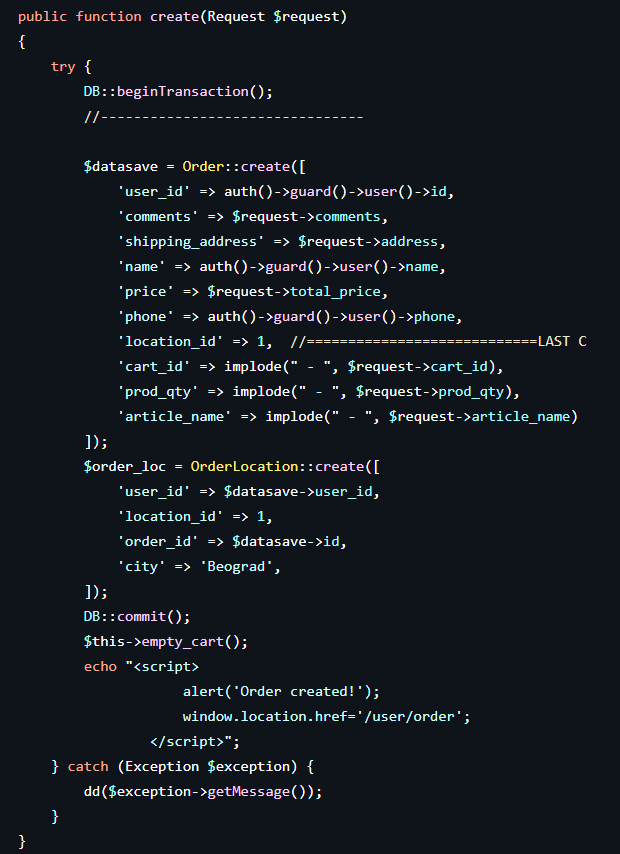 public function create(Request $request)
{
    try {
        DB::beginTransaction();
        //--------------------------------

        $datasave = Order::create([
            'user_id' => auth()->guard()->user()->id,
            'comments' => $request->comments,
            'shipping_address' => $request->address,
            'name' => auth()->guard()->user()->name,
            'price' => $request->total_price,
            'phone' => auth()->guard()->user()->phone,
            'location_id' => 1,  //============================LAST C
            'cart_id' => implode(" - ", $request->cart_id),
            'prod_qty' => implode(" - ", $request->prod_qty),
            'article_name' => implode(" - ", $request->article_name)
        ]);
        $order_loc = OrderLocation::create([
            'user_id' => $datasave->user_id,
            'location_id' => 1,
            'order_id' => $datasave->id,
            'city' => 'Beograd',
        ]);
        DB::commit();
        $this->empty_cart();
        echo "<script>
                    alert('Order created!');
                    window.location.href='/user/order';
                </script>";
    } catch (Exception $exception) {
        dd($exception->getMessage());
    }
}